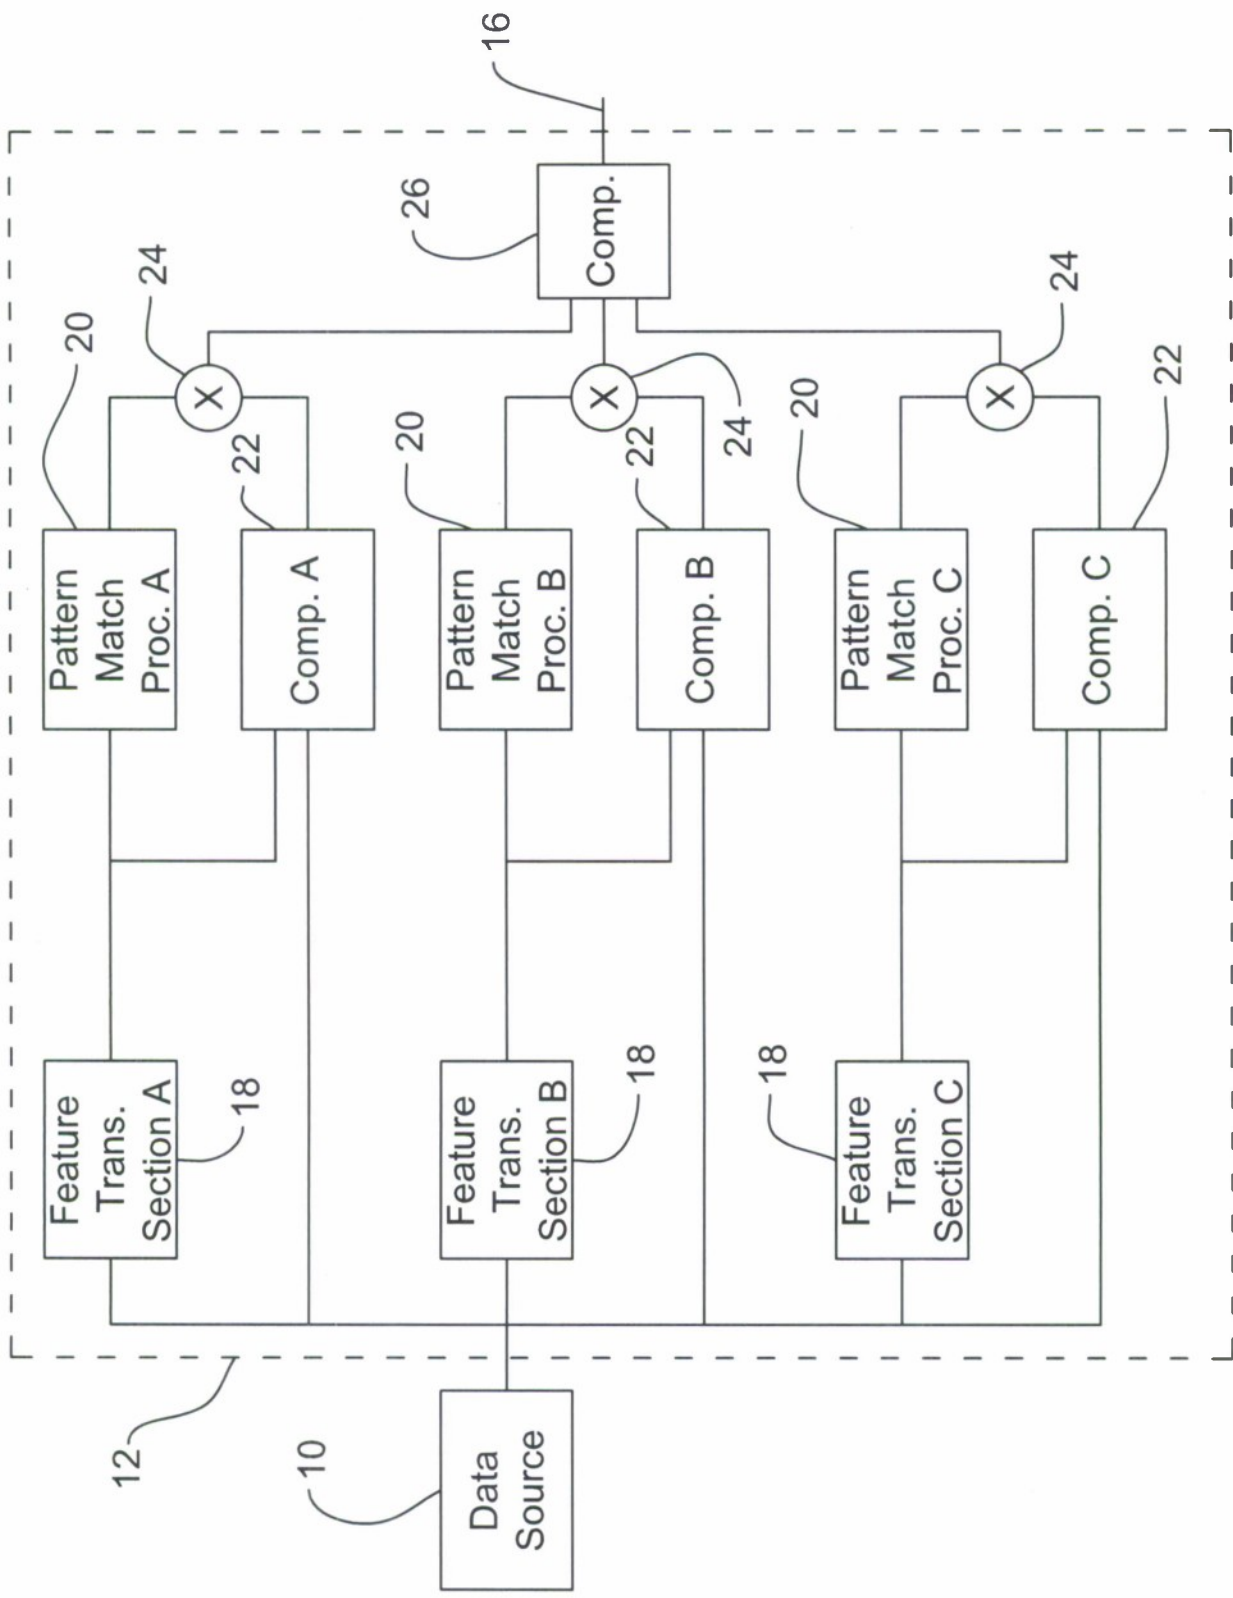 12
10
Data
Source
Feature
Trans.
Section A
18
Feature
Trans.
Section B
18
Feature
Trans.
Section C
18
Pattern
Match
Proc. A
20
Comp. A
22
Pattern
Match
Proc. B
20
Comp. B
22
Pattern
Match
Proc. C
20
Comp. C
22
X
24
X
24
X
24
Comp.
26
16